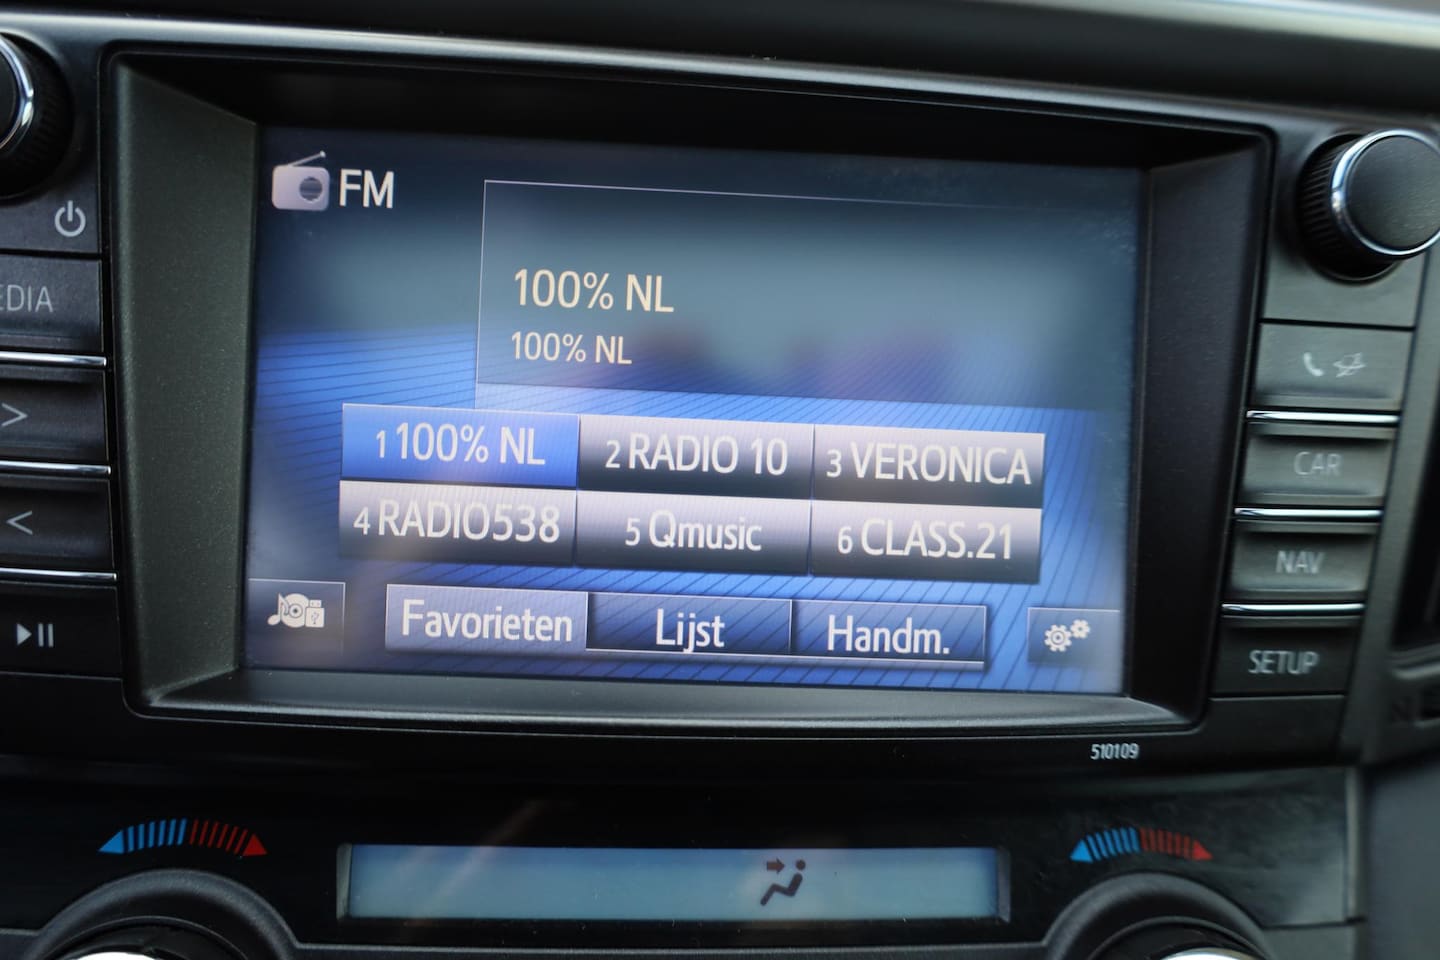 FM
100% NL
100% NL
1 100% NL 2 RADIO 10 3 VERONICA
4 RADIO538 5 Qmusic 6 CLASS.21
Favorieten Lijst Handm.
EDIA
CAR
NAV
SETUP
510109